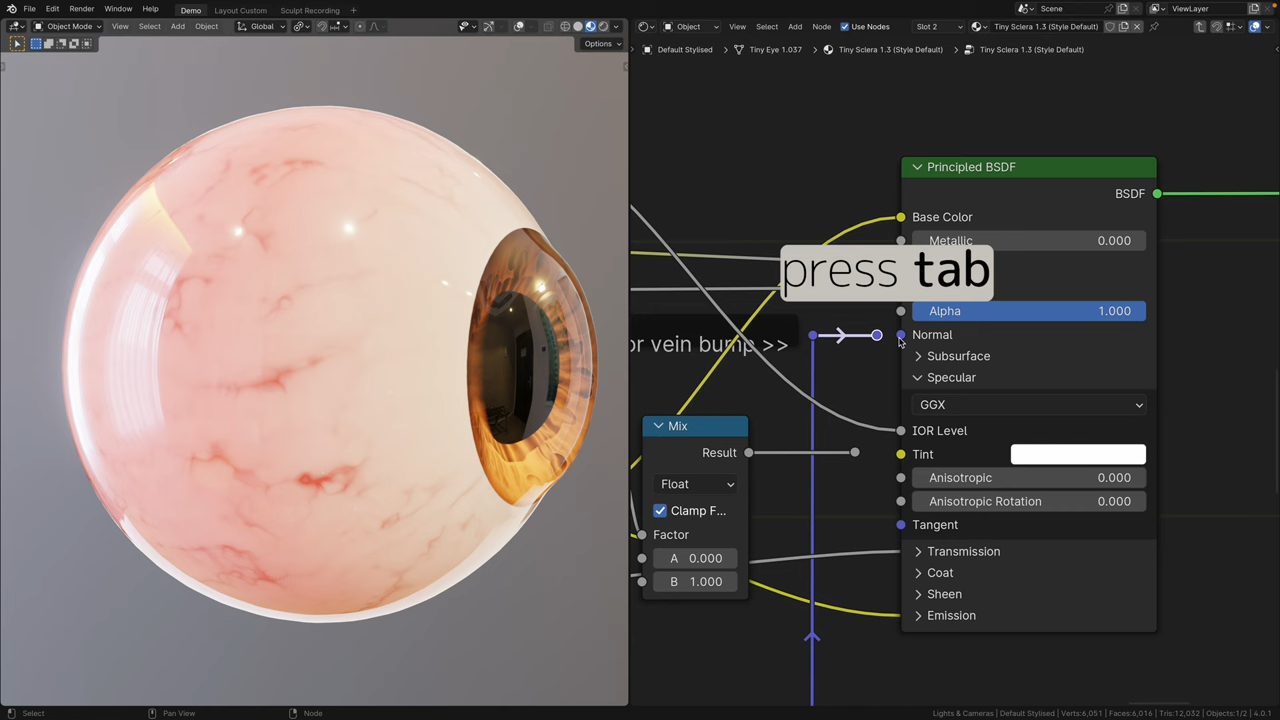 File Edit Render Window Help Demo Layout Custom Sculpt Recording Scene ViewLayer
Object Mode View Select Add Object Global
Options
Object View Select Add Node Use Nodes Slot 2 Tiny Sclera 1.3 (Style Default)
Default Stylised Tiny Eye 1.037 Tiny Sclera 1.3 (Style Default) Tiny Sclera 1.3 (Style Default)
Principled BSDF
BSDF
Base Color
Metallic 0.000
press tab
Alpha 1.000
Normal
or vein bump >>
Subsurface
Specular
GGX
IOR Level
Tint
Anisotropic 0.000
Anisotropic Rotation 0.000
Tangent
Transmission
Coat
Sheen
Emission
Mix
Result
Float
Clamp F...
Factor
A 0.000
B 1.000
Select Pan View Node Lights & Cameras | Default Stylised | Verts:6,051 | Faces:6,016 | Tris:12,032 | Objects:1/2 | 4.0.1